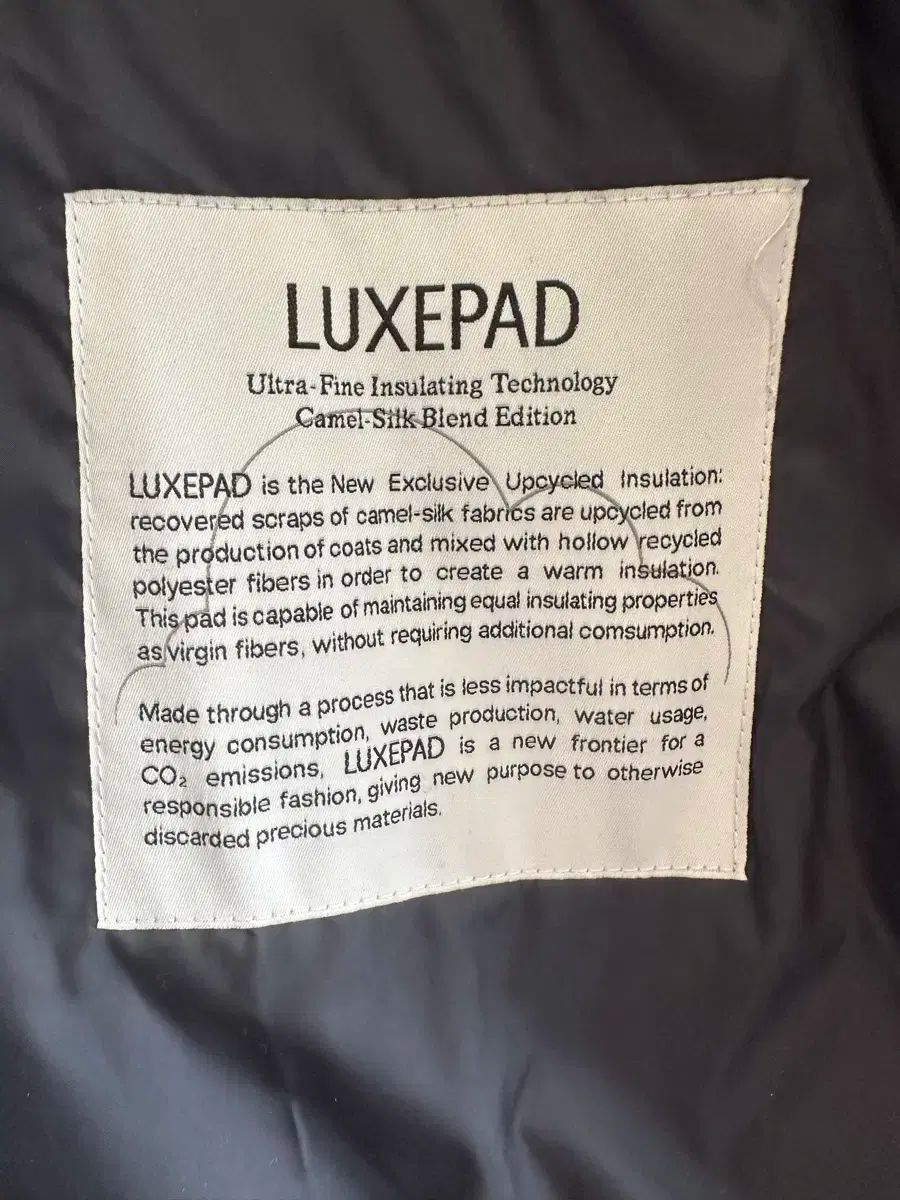 LUXEPAD
Ultra-Fine Insulating Technology
Camel-Silk Blend Edition
LUXEPAD is the New Exclusive Upcycled Insulation:
recovered scraps of camel-silk fabrics are upcycled from
the production of coats and mixed with hollow recycled
polyester fibers in order to create a warm insulation.
This pad is capable of maintaining equal insulating properties
as virgin fibers, without requiring additional comsumption.
Made through a process that is less impactful in terms of
energy consumption, waste production, water usage,
CO₂ emissions, LUXEPAD is a new frontier for a
responsible fashion, giving new purpose to otherwise
discarded precious materials.